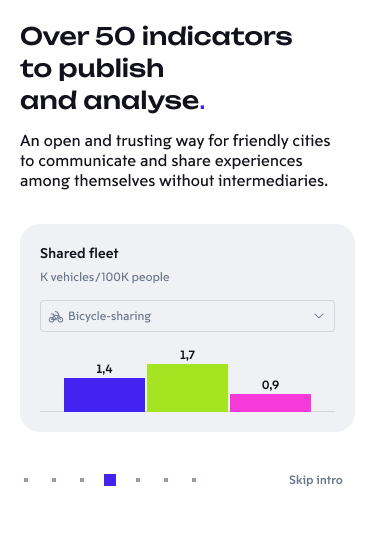 Over 50 indicators
to publish
and analyse.
An open and trusting way for friendly cities
to communicate and share experiences
among themselves without intermediaries.
Shared fleet
K vehicles/100K people
Bicycle-sharing
1,4
1,7
0,9
Skip intro